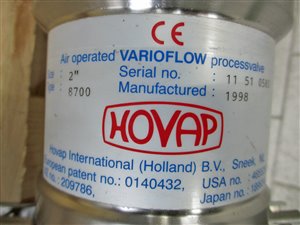 CE
Air operated VARIOFLOW processvalve
2" Serial no. : 11 51
8700 Manufactured : 1998
HOVAP
Hovap International (Holland) B.V., Sneek, NL
European patent no.: 0140432, USA no.
no.: 209786, Japan no.: